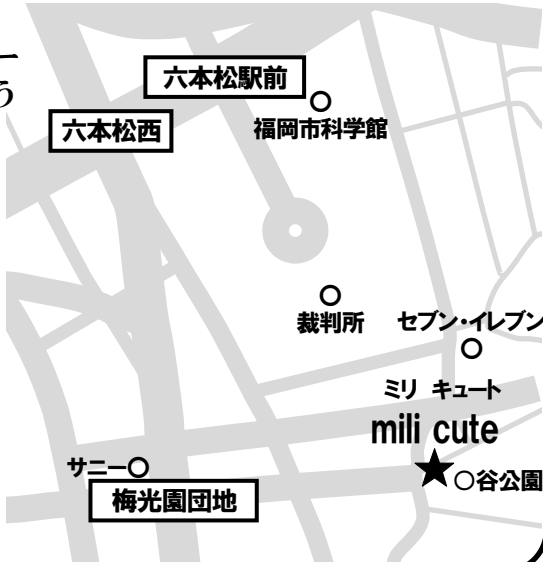 ー
う
六本松駅前
六本松西
福岡市科学館
裁判所
セブン・イレブン
ミリ キュート
mili cute
谷公園
サニー
梅光園団地